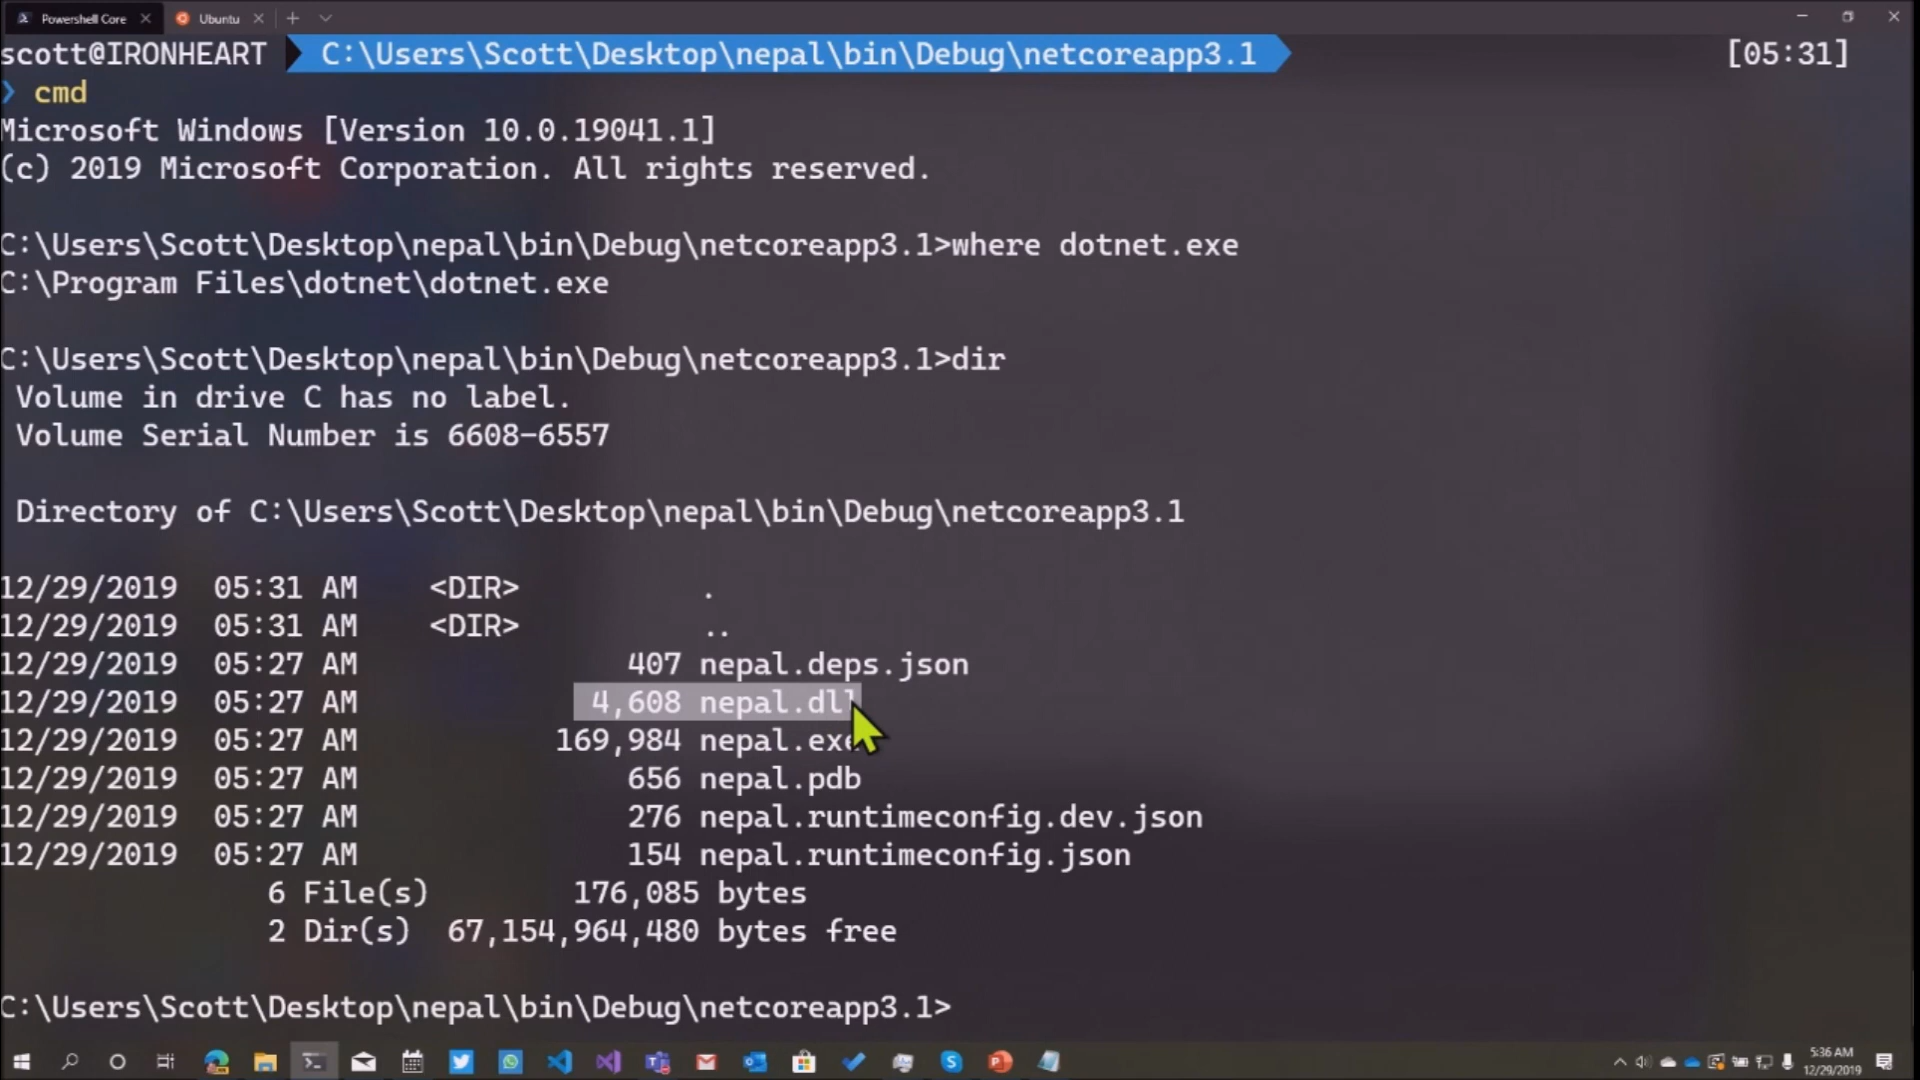 Powershell Core
Ubuntu
scott@IRONHEART C:\Users\Scott\Desktop\nepal\bin\Debug\netcoreapp3.1 [05:31]
❯ cmd
Microsoft Windows [Version 10.0.19041.1]
(c) 2019 Microsoft Corporation. All rights reserved.
C:\Users\Scott\Desktop\nepal\bin\Debug\netcoreapp3.1>where dotnet.exe
C:\Program Files\dotnet\dotnet.exe
C:\Users\Scott\Desktop\nepal\bin\Debug\netcoreapp3.1>dir
Volume in drive C has no label.
Volume Serial Number is 6608-6557
Directory of C:\Users\Scott\Desktop\nepal\bin\Debug\netcoreapp3.1
12/29/2019 05:31 AM <DIR> .
12/29/2019 05:31 AM <DIR> ..
12/29/2019 05:27 AM 407 nepal.deps.json
12/29/2019 05:27 AM 4,608 nepal.dll
12/29/2019 05:27 AM 169,984 nepal.exe
12/29/2019 05:27 AM 656 nepal.pdb
12/29/2019 05:27 AM 276 nepal.runtimeconfig.dev.json
12/29/2019 05:27 AM 154 nepal.runtimeconfig.json
6 File(s) 176,085 bytes
2 Dir(s) 67,154,964,480 bytes free
C:\Users\Scott\Desktop\nepal\bin\Debug\netcoreapp3.1>
5:36 AM
12/29/2019